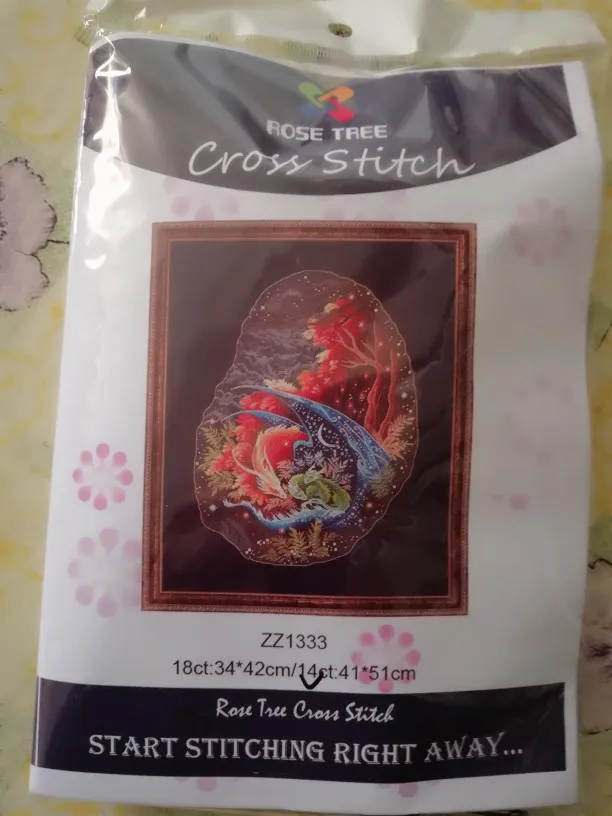 ROSE TREE
Cross Stitch
ZZ1333
18ct:34*42cm/14ct:41*51cm
Rose Tree Cross Stitch
START STITCHING RIGHT AWAY...